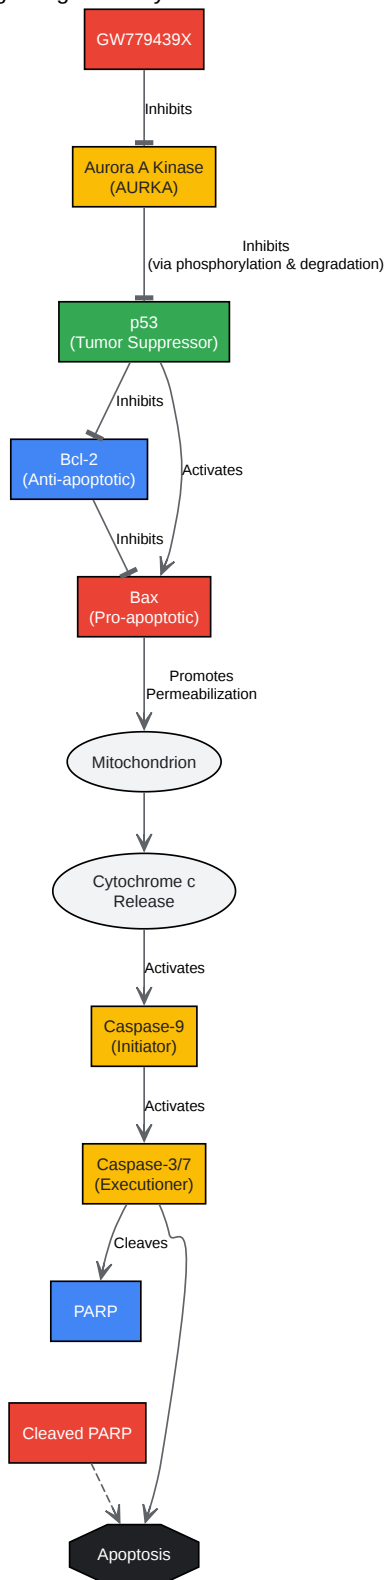 GW779439X
Inhibits
Aurora A Kinase
(AURKA)
Inhibits
(via phosphorylation & degradation)
p53
(Tumor Suppressor)
Inhibits
Bcl-2
(Anti-apoptotic)
Activates
Inhibits
Bax
(Pro-apoptotic)
Promotes
Permeabilization
Mitochondrion
Cytochrome c
Release
Activates
Caspase-9
(Initiator)
Activates
Caspase-3/7
(Executioner)
Cleaves
PARP
Cleaved PARP
Apoptosis